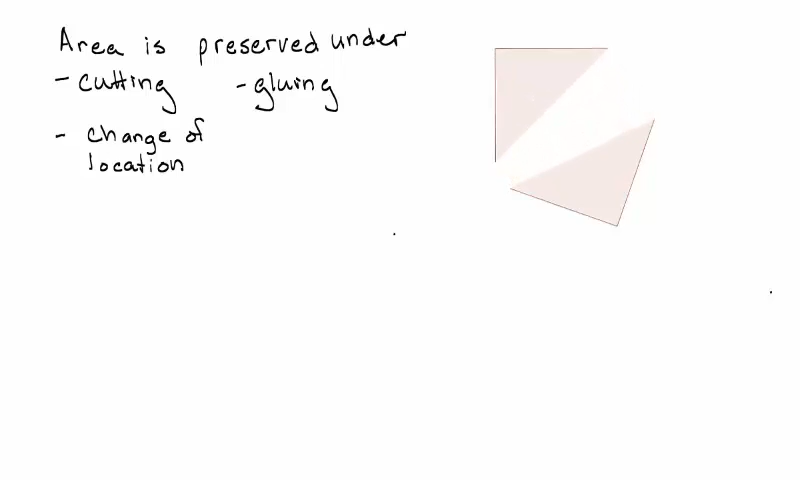 Area is preserved under
- cutting - gluing
- change of
location